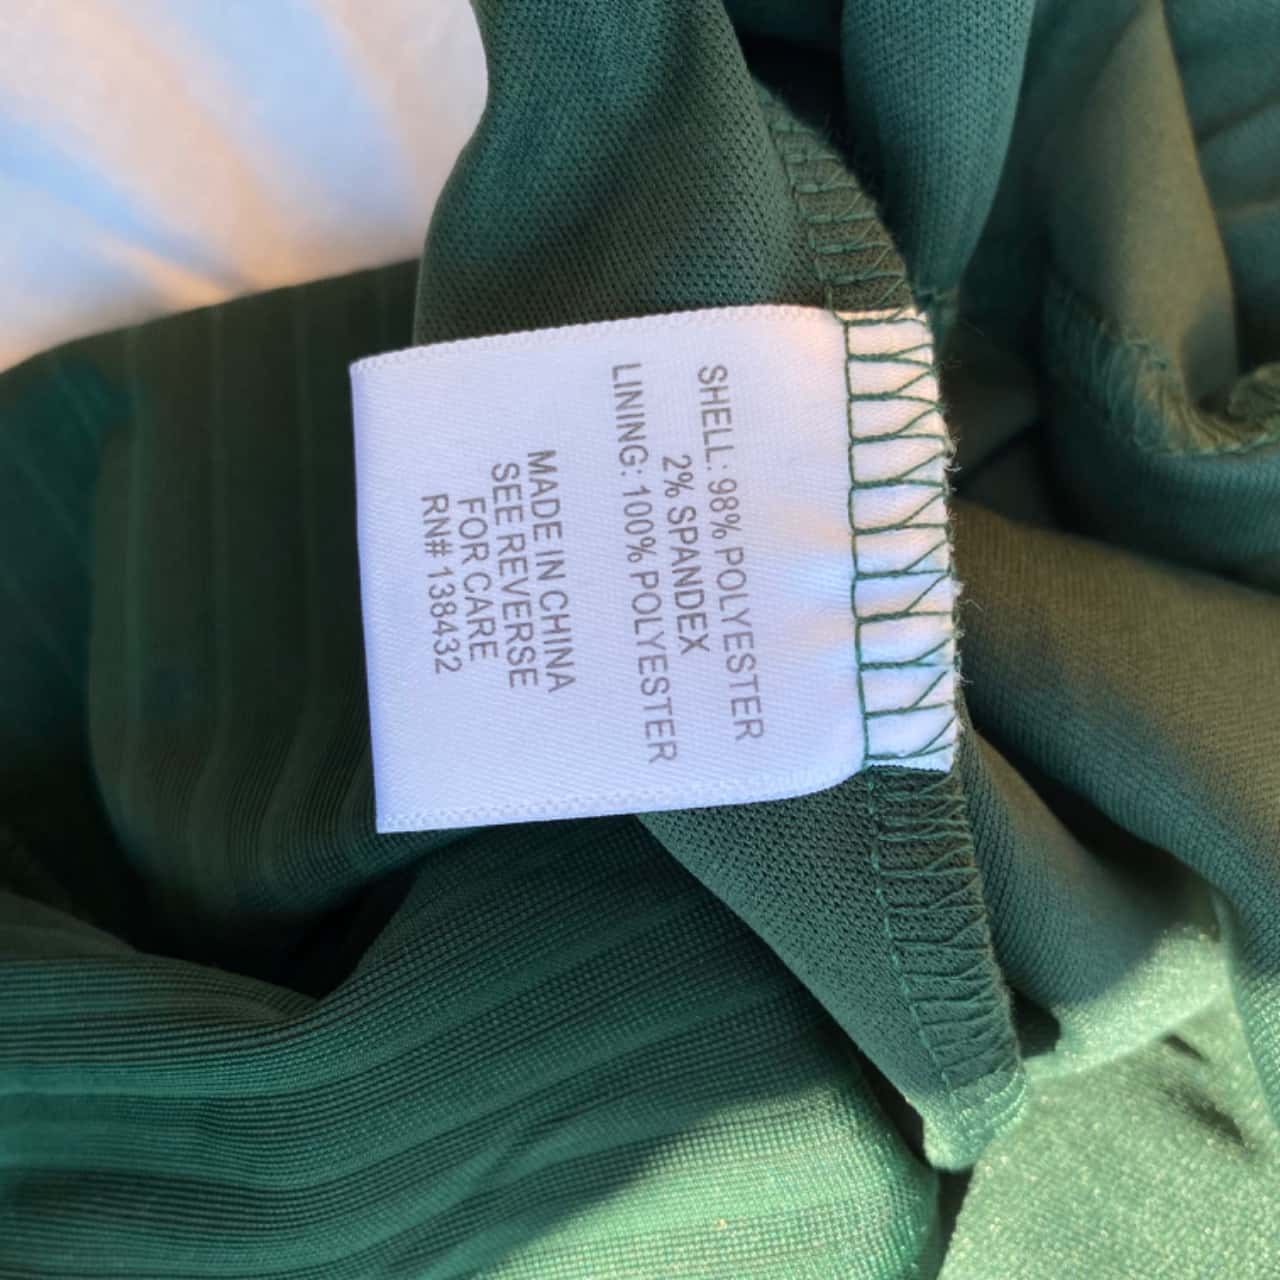 SHELL: 98% POLYESTER
2% SPANDEX
LINING: 100% POLYESTER
MADE IN CHINA
SEE REVERSE
FOR CARE
RN# 138432